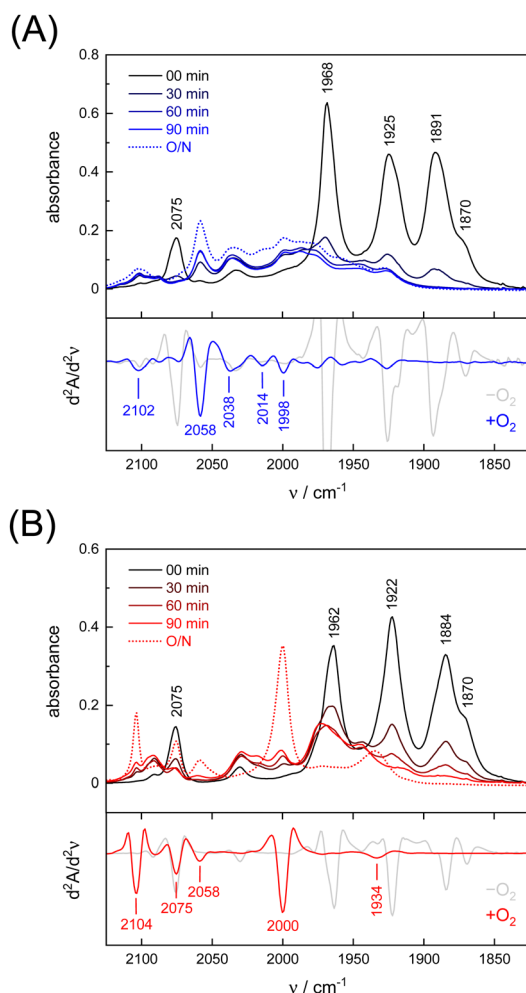 (A)
0.8
0.6
0.4
0.2
0
absorbance
00 min
30 min
60 min
90 min
O/N
2075
1968
1925
1891
1870
d²A/d²ν
2102
2058
2038
2014
1998
−O₂
+O₂
2100 2050 2000 1950 1900 1850
ν / cm⁻¹
(B)
0.6
0.4
0.2
0
absorbance
00 min
30 min
60 min
90 min
O/N
2075
1962
1922
1884
1870
d²A/d²ν
2104
2075
2058
2000
1934
−O₂
+O₂
2100 2050 2000 1950 1900 1850
ν / cm⁻¹